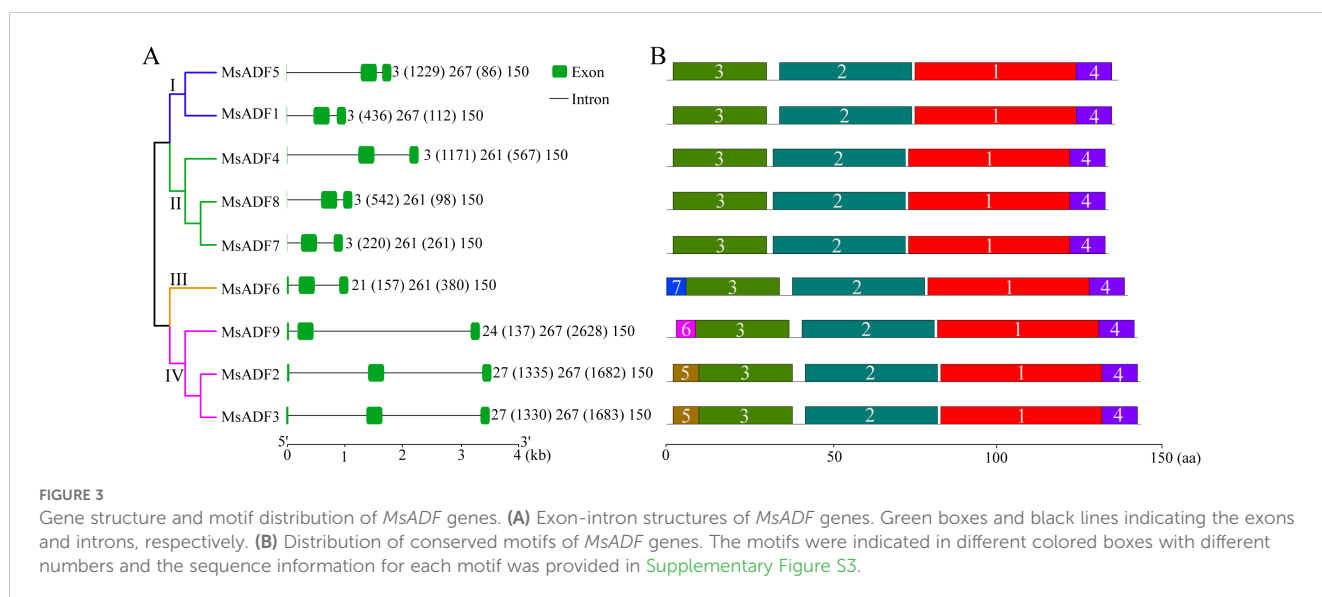 A
B
I
MsADF5
3 (1229) 267 (86) 150
Exon
3
2
1
4
MsADF1
3 (436) 267 (112) 150
Intron
3
2
1
4
MsADF4
3 (1171) 261 (567) 150
3
2
1
4
II
MsADF8
3 (542) 261 (98) 150
3
2
1
4
MsADF7
3 (220) 261 (261) 150
3
2
1
4
III
MsADF6
21 (157) 261 (380) 150
7
3
2
1
4
MsADF9
24 (137) 267 (2628) 150
6
3
2
1
4
IV
MsADF2
27 (1335) 267 (1682) 150
5
3
2
1
4
MsADF3
27 (1330) 267 (1683) 150
5
3
2
1
4
5'
3'
0 1 2 3 4 (kb)
0 50 100 150 (aa)
FIGURE 3
Gene structure and motif distribution of MsADF genes. (A) Exon-intron structures of MsADF genes. Green boxes and black lines indicating the exons
and introns, respectively. (B) Distribution of conserved motifs of MsADF genes. The motifs were indicated in different colored boxes with different
numbers and the sequence information for each motif was provided in Supplementary Figure S3.